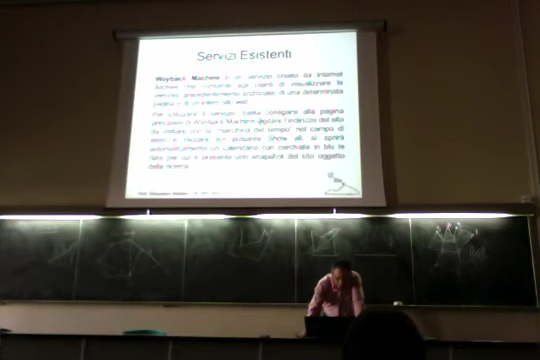 Servizi Esistenti
Wayback Machine è un servizio creato da Internet
Archive che consente agli utenti di visualizzare la
versioni precedentemente archiviate di una determinata
pagina o di un intero sito web
Per utilizzare il servizio basta collegarsi alla pagina
principale di Wayback Machine digitare l'indirizzo del sito
da visitare con la "macchina del tempo" nel campo di
testo e cliccare sul pulsante Show all: si aprirà
automaticamente un calendario con cerchiate in blu le
date per cui è presente uno snapshot del sito oggetto
della ricerca